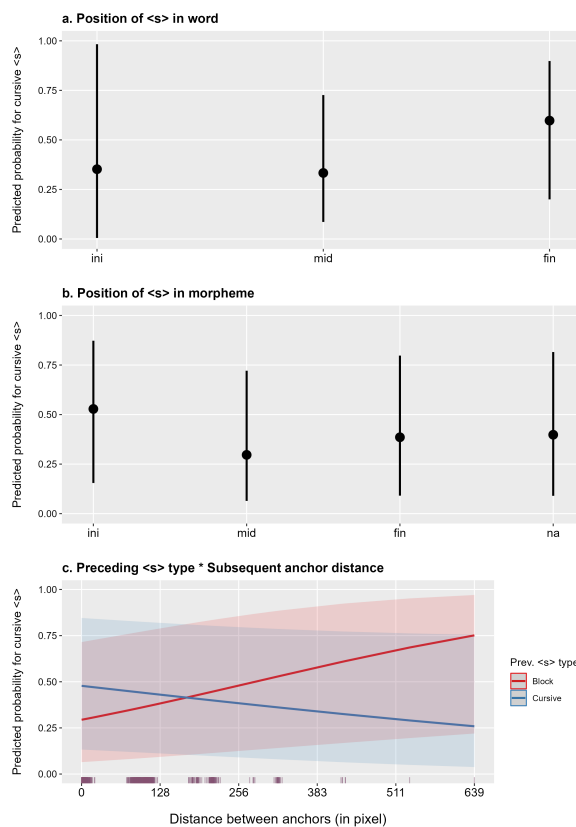 a. Position of <s> in word
Predicted probability for cursive <s>
1.00
0.75
0.50
0.25
0.00
ini mid fin
b. Position of <s> in morpheme
Predicted probability for cursive <s>
1.00
0.75
0.50
0.25
0.00
ini mid fin na
c. Preceding <s> type * Subsequent anchor distance
Predicted probability for cursive <s>
1.00
0.75
0.50
0.25
0.00
0 128 256 383 511 639
Distance between anchors (in pixel)
Prev. <s> type
Block
Cursive